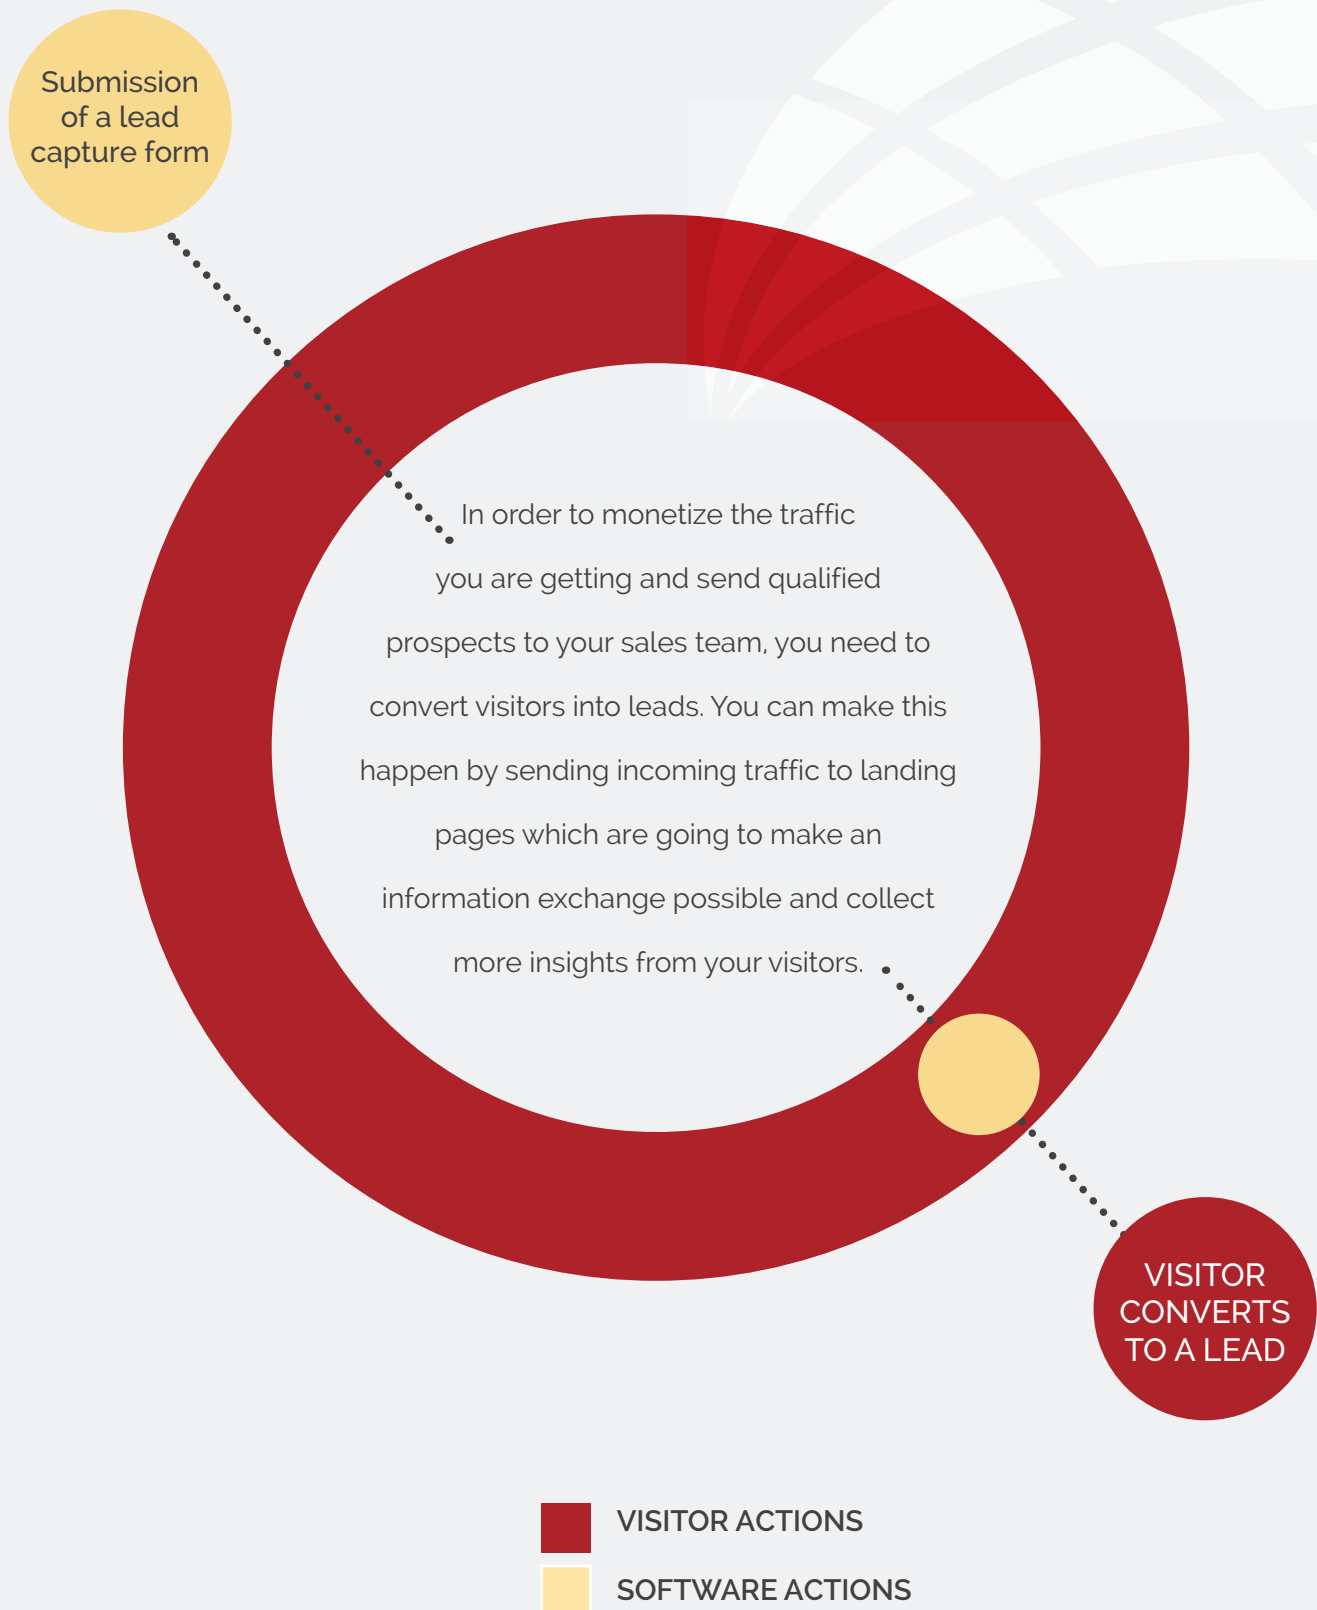 Submission
of a lead
capture form
In order to monetize the traffic
you are getting and send qualified
prospects to your sales team, you need to
convert visitors into leads. You can make this
happen by sending incoming traffic to landing
pages which are going to make an
information exchange possible and collect
more insights from your visitors.
VISITOR
CONVERTS
TO A LEAD
VISITOR ACTIONS
SOFTWARE ACTIONS